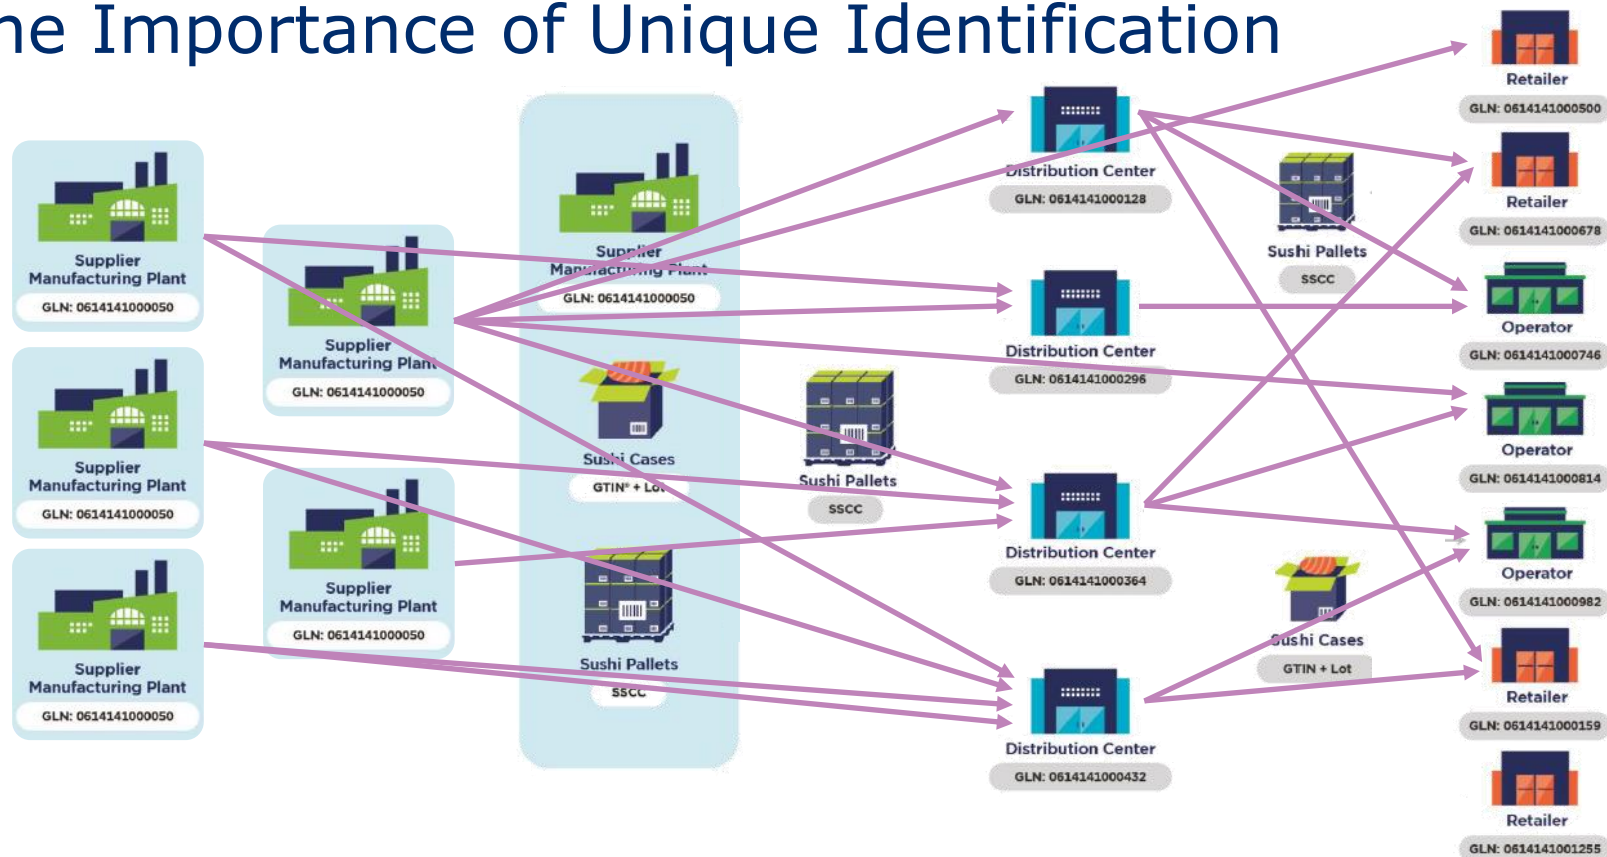 he Importance of Unique Identification
Supplier
Manufacturing Plant
GLN: 0614141000050
Supplier
Manufacturing Plant
GLN: 0614141000050
Supplier
Manufacturing Plant
GLN: 0614141000050
Supplier
Manufacturing Plant
GLN: 0614141000050
Supplier
Manufacturing Plant
GLN: 0614141000050
Supplier
Manufacturing Plant
GLN: 0614141000050
Sushi Cases
GTIN® + Lot
Sushi Pallets
SSCC
Sushi Pallets
SSCC
Distribution Center
GLN: 0614141000128
Distribution Center
GLN: 0614141000296
Distribution Center
GLN: 0614141000364
Distribution Center
GLN: 0614141000432
Sushi Pallets
SSCC
Sushi Cases
GTIN + Lot
Retailer
GLN: 0614141000500
Retailer
GLN: 0614141000678
Operator
GLN: 0614141000746
Operator
GLN: 0614141000814
Operator
GLN: 0614141000982
Retailer
GLN: 0614141000159
Retailer
GLN: 0614141001255